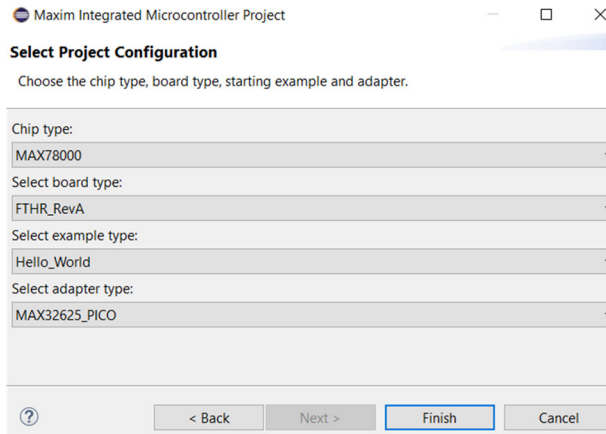 Maxim Integrated Microcontroller Project
Select Project Configuration
Choose the chip type, board type, starting example and adapter.
Chip type:
MAX78000
Select board type:
FTHR_RevA
Select example type:
Hello_World
Select adapter type:
MAX32625_PICO
?
< Back
Next >
Finish
Cancel